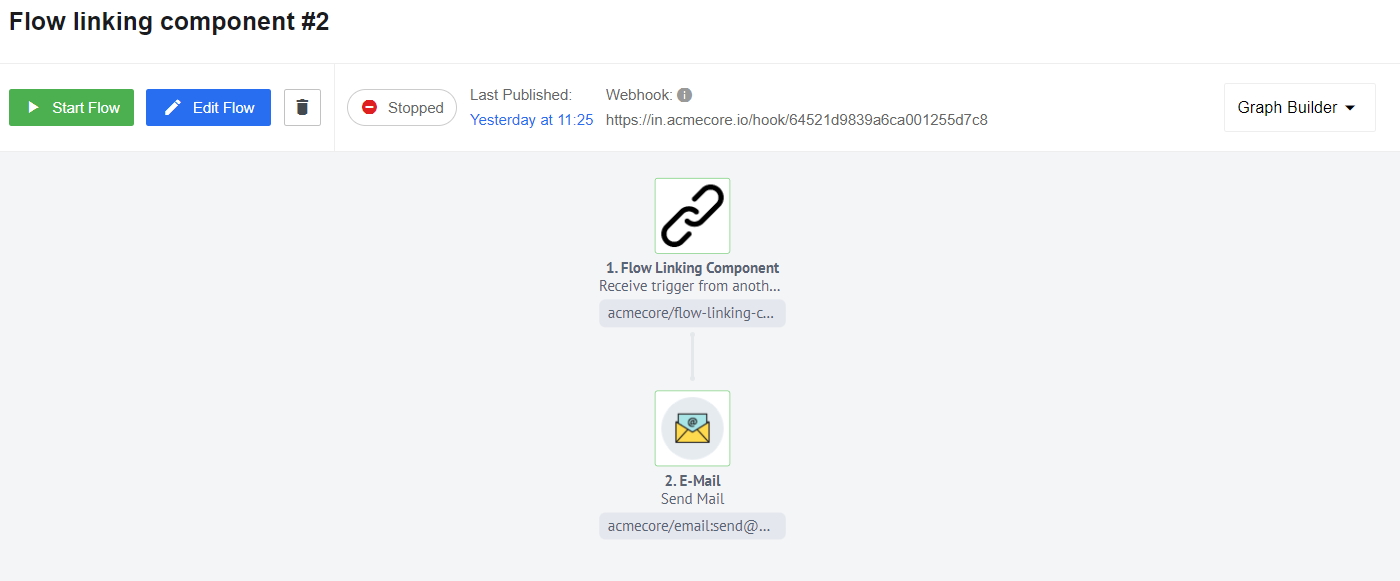 Flow linking component #2
Start Flow
Edit Flow
Stopped
Last Published:
Yesterday at 11:25
Webhook:
https://in.acmecore.io/hook/64521d9839a6ca001255d7c8
Graph Builder
1. Flow Linking Component
Receive trigger from anoth...
acmecore/flow-linking-c...
@
2. E-Mail
Send Mail
acmecore/email:send@...